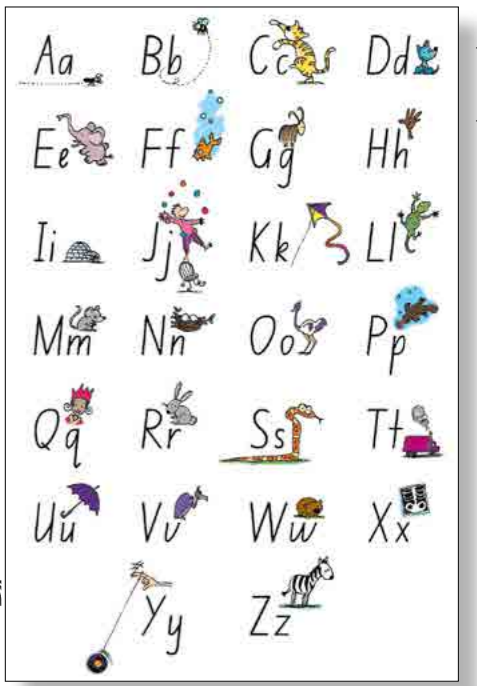 Aa Bb Cc Dd
Ee Ff Gg Hh
Ii Jj Kk Ll
Mm Nn Oo Pp
Qq Rr Ss Tt
Uu Vv Ww Xx
Yy Zz